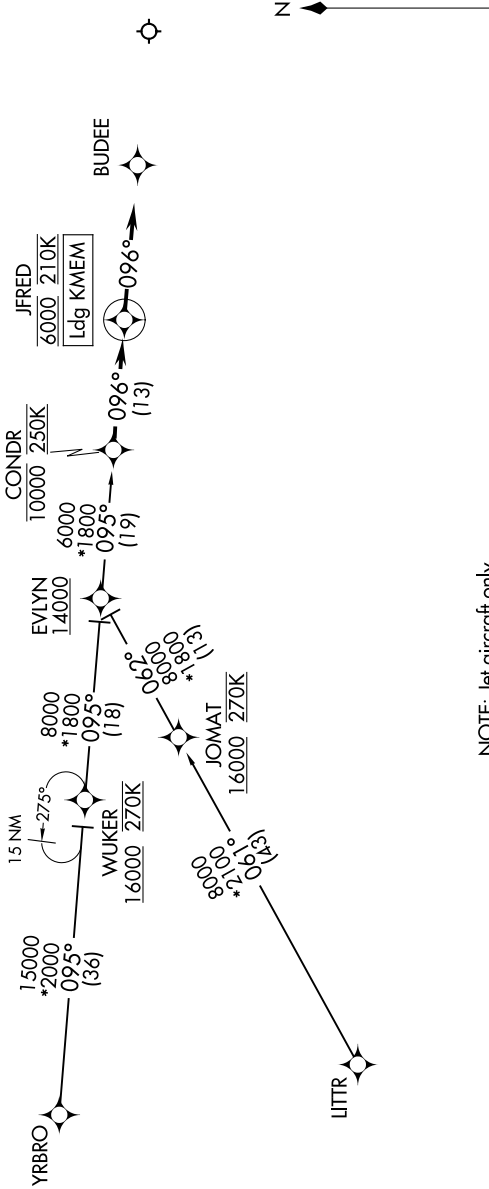 N
BUDEE
JFRED
6000 210K
Ldg KMEM
096°
096°
(13)
CONDR
10000 250K
6000
*1800
095°
(19)
EVLYN
14000
8000
*1800
095°
(18)
062°
8000
*1800
(13)
JOMAT
16000 270K
15 NM
275°
WUKER
16000 270K
8000
*2100
061°
(43)
15000
*2000
095°
(36)
YRBRO
LITTR
NOTE: Jet aircraft only